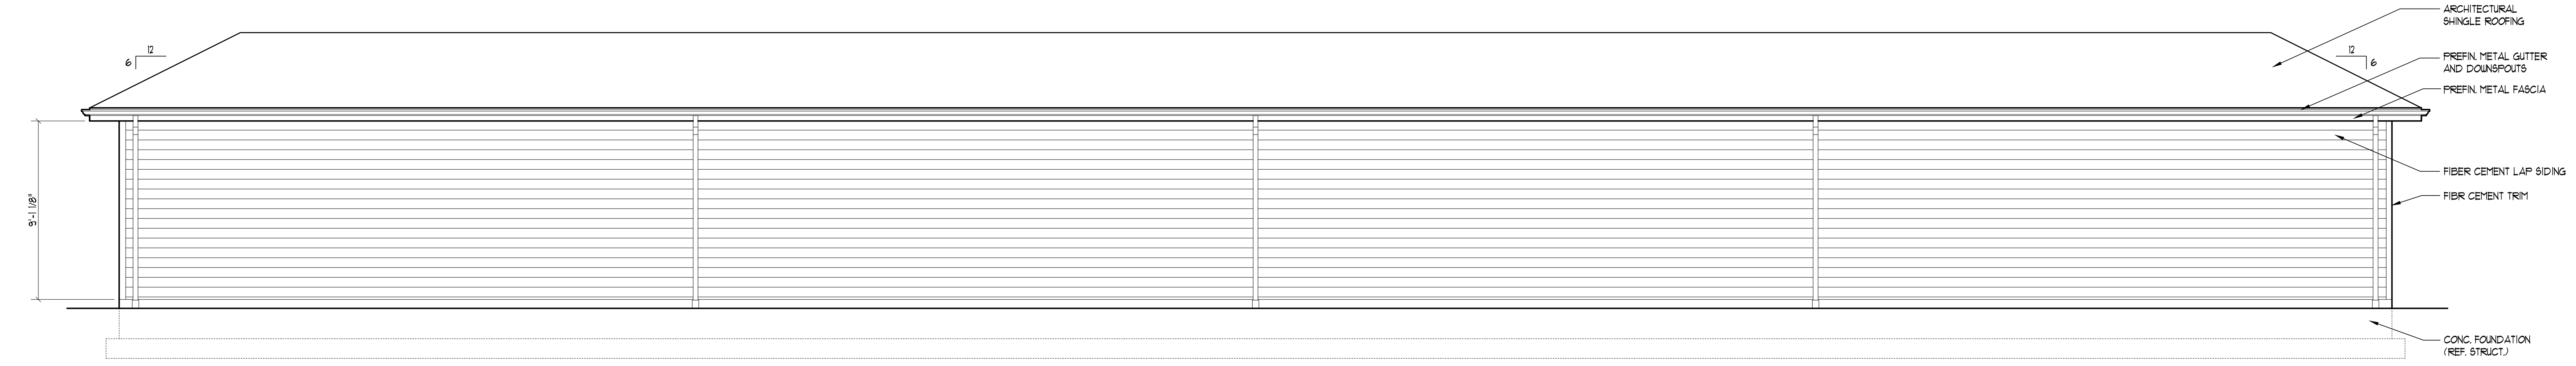 ARCHITECTURAL
SHINGLE ROOFING
12
6
12
6
PREFIN. METAL GUTTER
AND DOWNSPOUTS
PREFIN. METAL FASCIA
FIBER CEMENT LAP SIDING
FIBR CEMENT TRIM
9'-1 1/8"
CONC. FOUNDATION
(REF. STRUCT.)